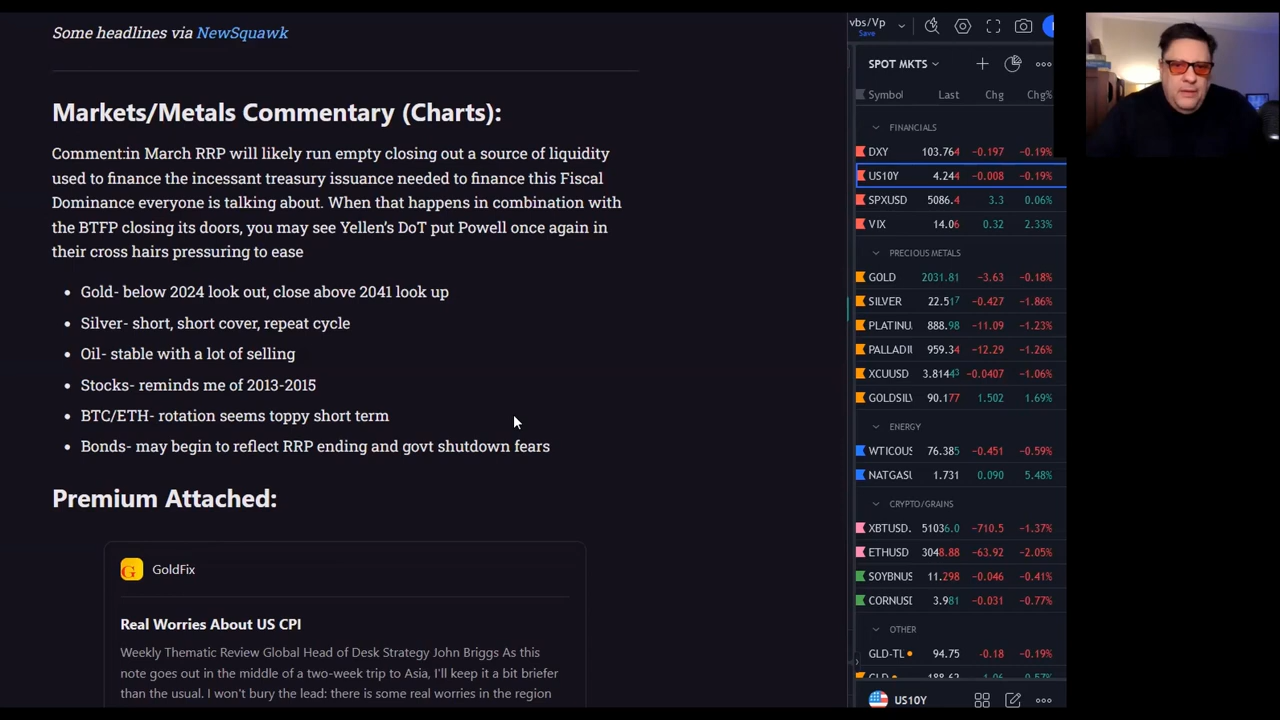 Some headlines via NewSquawk
Markets/Metals Commentary (Charts):
Comment:in March RRP will likely run empty closing out a source of liquidity
used to finance the incessant treasury issuance needed to finance this Fiscal
Dominance everyone is talking about. When that happens in combination with
the BTFP closing its doors, you may see Yellen's DoT put Powell once again in
their cross hairs pressuring to ease
• Gold- below 2024 look out, close above 2041 look up
• Silver- short, short cover, repeat cycle
• Oil- stable with a lot of selling
• Stocks- reminds me of 2013-2015
• BTC/ETH- rotation seems toppy short term
• Bonds- may begin to reflect RRP ending and govt shutdown fears
Premium Attached:
GoldFix
Real Worries About US CPI
Weekly Thematic Review Global Head of Desk Strategy John Briggs As this
note goes out in the middle of a two-week trip to Asia, I'll keep it a bit briefer
than the usual. I won't bury the lead: there is some real worries in the region
vbs/Vp
Save
SPOT MKTS
Symbol Last Chg Chg%
FINANCIALS
DXY 103.764 −0.197 −0.19%
US10Y 4.244 −0.008 −0.19%
SPXUSD 5086.4 3.3 0.06%
VIX 14.06 0.32 2.33%
PRECIOUS METALS
GOLD 2031.81 −3.63 −0.18%
SILVER 22.517 −0.427 −1.86%
PLATINU 888.98 −11.09 −1.23%
PALLADI 959.34 −12.29 −1.26%
XCUUSD 3.81443 −0.0407 −1.06%
GOLDSIL 90.177 1.502 1.69%
ENERGY
WTICOUS 76.385 −0.451 −0.59%
NATGAS 1.731 0.090 5.48%
CRYPTO/GRAINS
XBTUSD. 51036.0 −710.5 −1.37%
ETHUSD 3048.88 −63.92 −2.05%
SOYBNUS 11.298 −0.046 −0.41%
CORNUS 3.981 −0.031 −0.77%
OTHER
GLD-TL 94.75 −0.18 −0.19%
US10Y